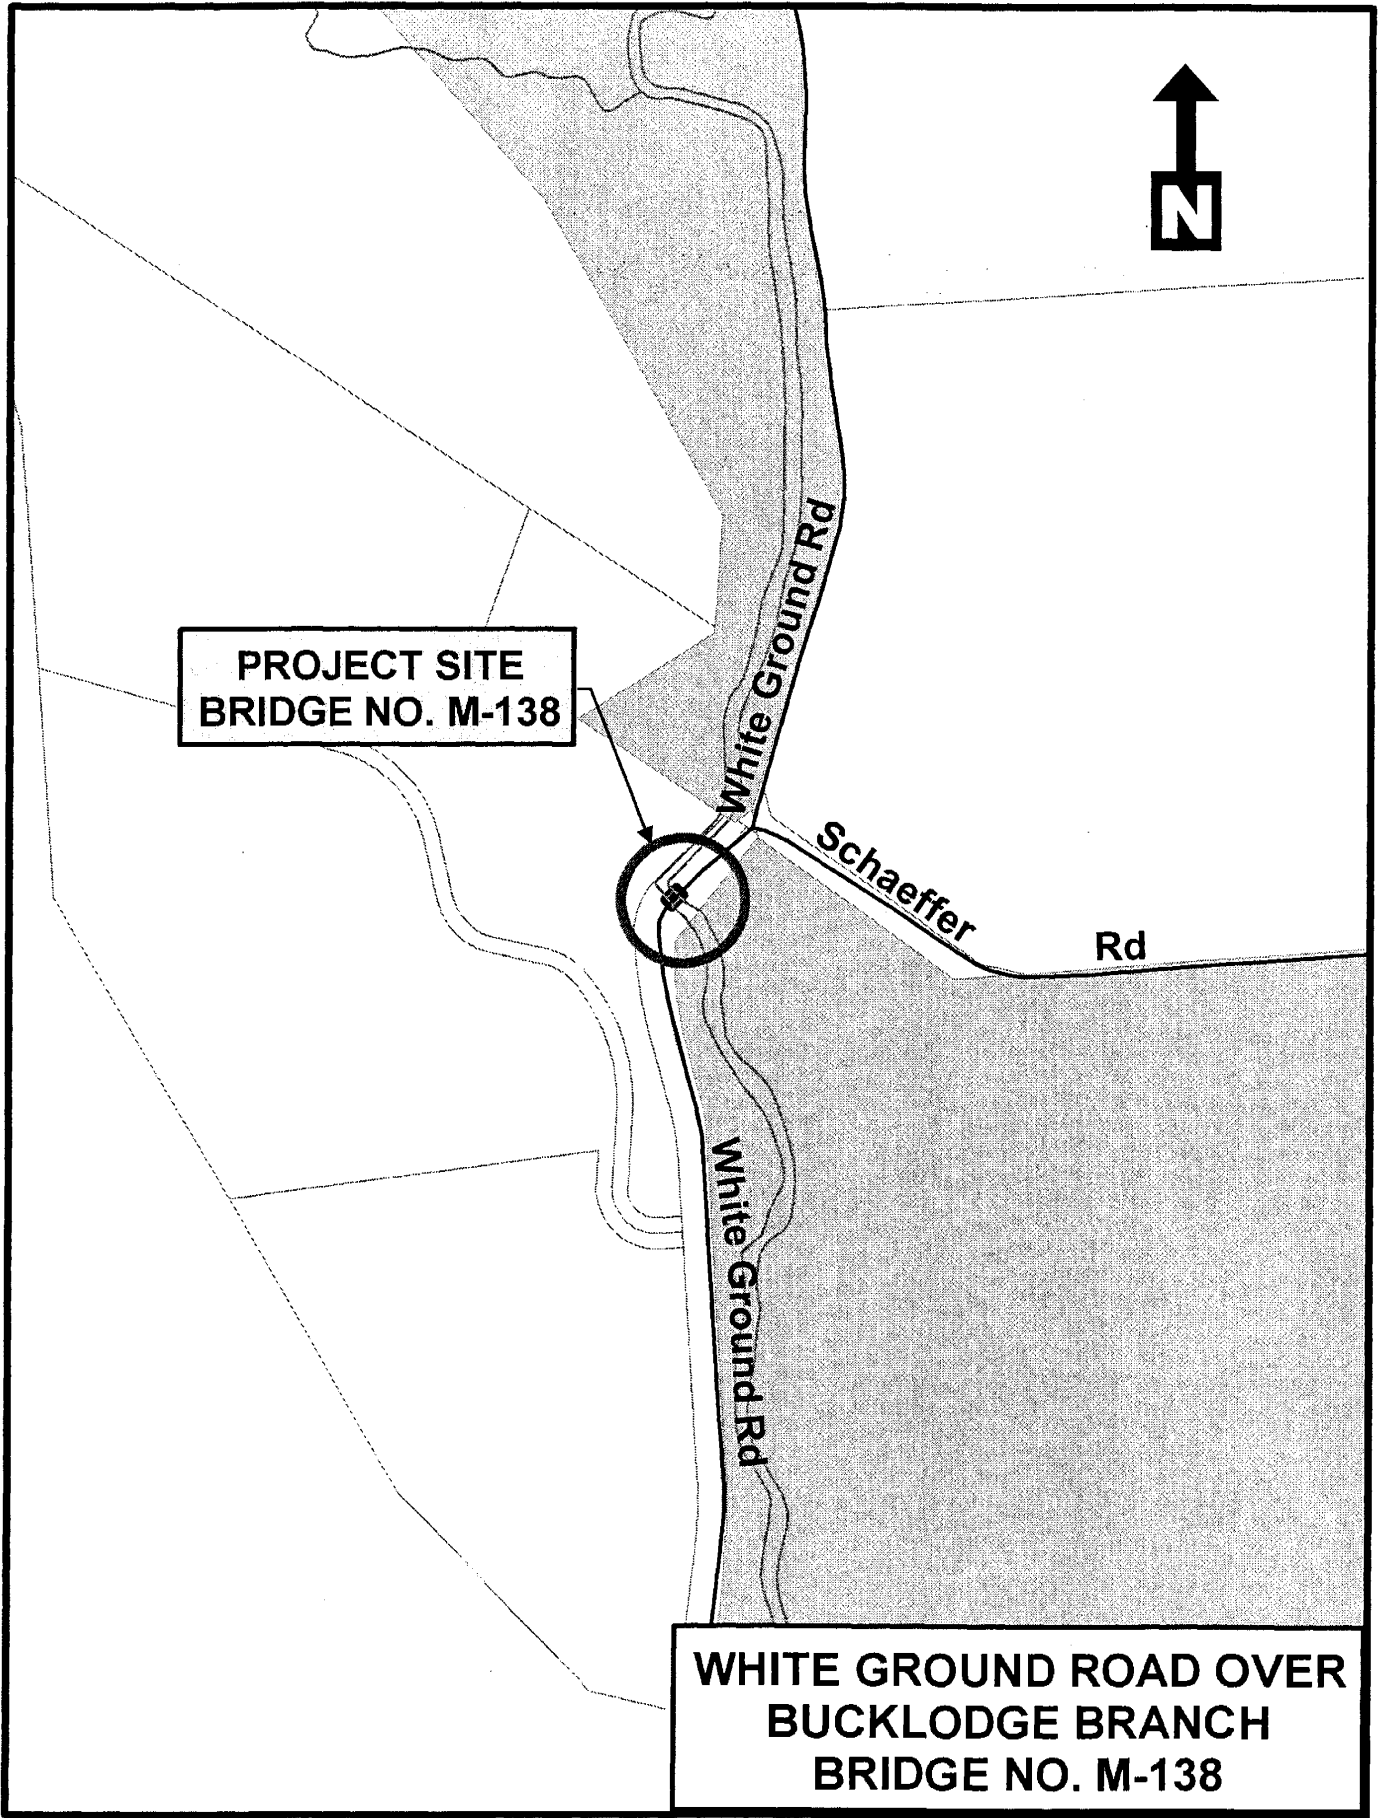 N
White Ground Rd
PROJECT SITE
BRIDGE NO. M-138
Schaeffer
Rd
White Ground Rd
WHITE GROUND ROAD OVER
BUCKLODGE BRANCH
BRIDGE NO. M-138